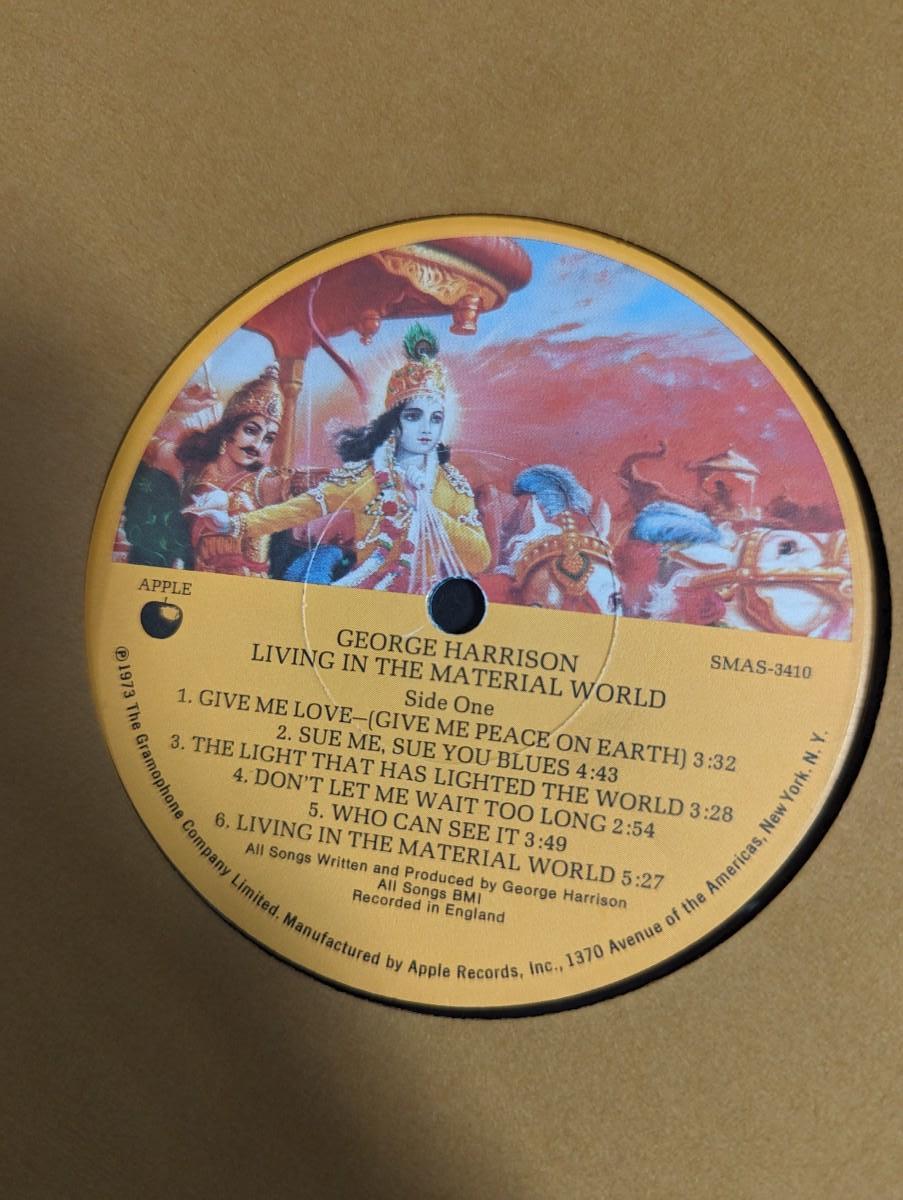 APPLE
GEORGE HARRISON
LIVING IN THE MATERIAL WORLD
SMAS-3410
Side One
1. GIVE ME LOVE—(GIVE ME PEACE ON EARTH) 3:32
2. SUE ME, SUE YOU BLUES 4:43
3. THE LIGHT THAT HAS LIGHTED THE WORLD 3:28
4. DON'T LET ME WAIT TOO LONG 2:54
5. WHO CAN SEE IT 3:49
6. LIVING IN THE MATERIAL WORLD 5:27
All Songs Written and Produced by George Harrison
All Songs BMI
Recorded in England
℗ 1973 The Gramophone Company Limited. Manufactured by Apple Records, Inc., 1370 Avenue of the Americas, New York. N. Y.